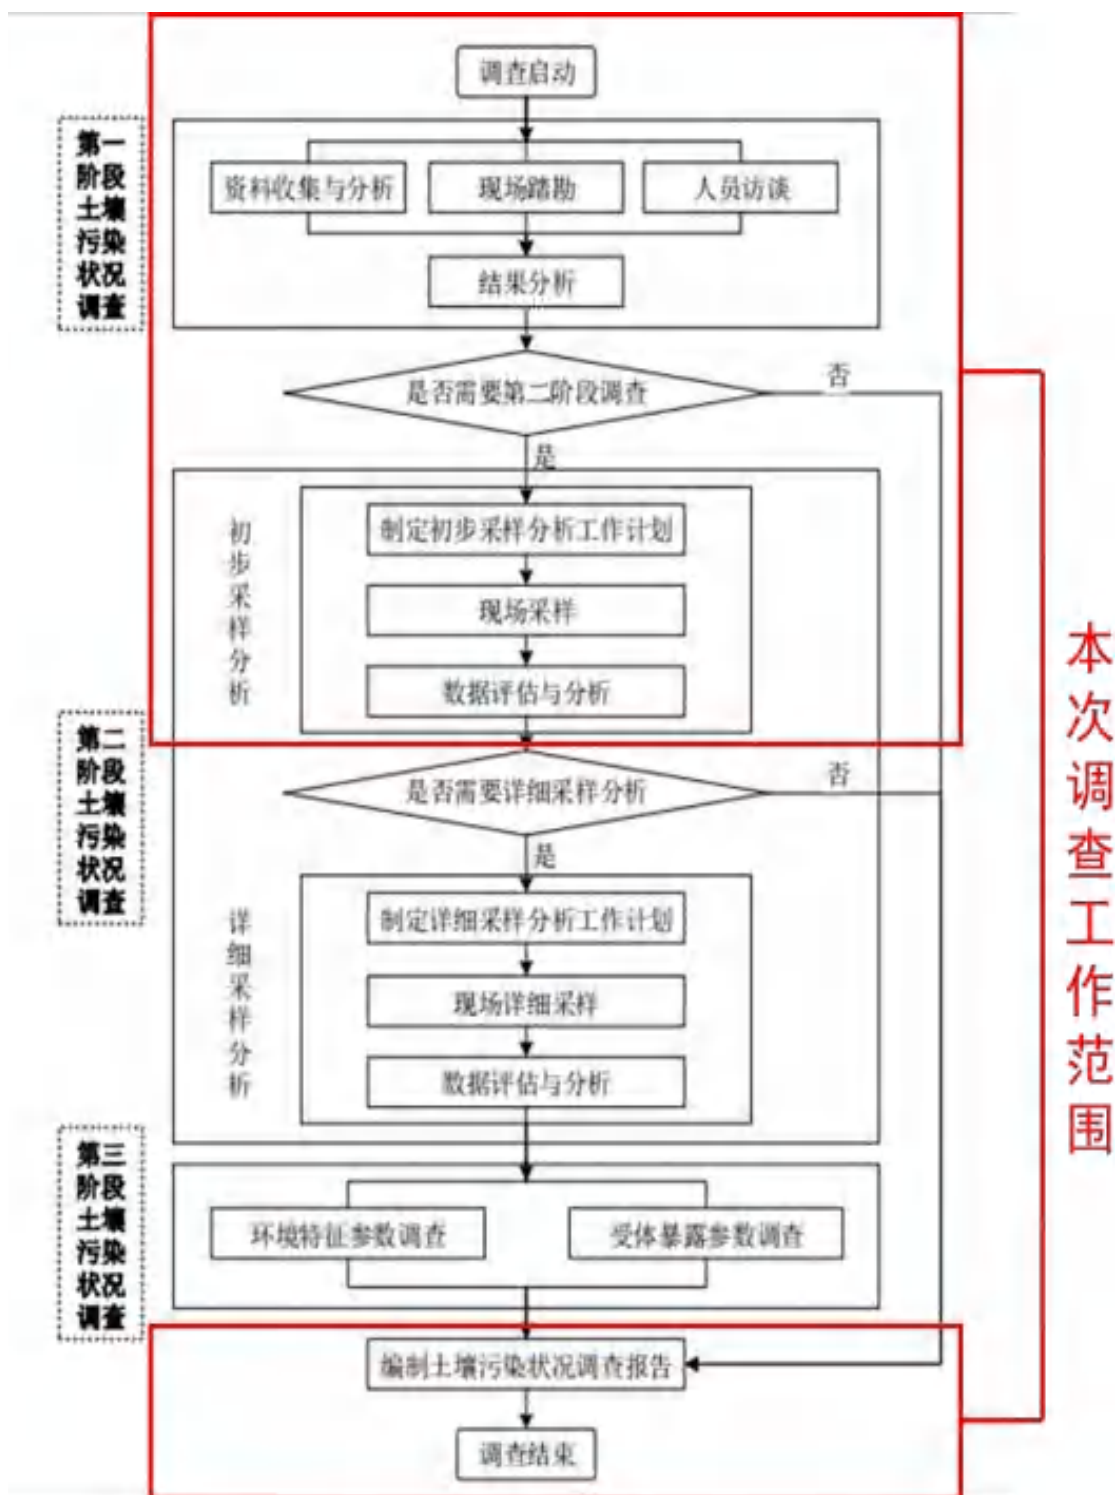 调查启动
第一
阶段
土壤
污染
状况
调查
资料收集与分析
现场踏勘
人员访谈
结果分析
是否需要第二阶段调查
否
是
初步采样分析
制定初步采样分析工作计划
现场采样
数据评估与分析
第二
阶段
土壤
污染
状况
调查
是否需要详细采样分析
否
是
详细采样分析
制定详细采样分析工作计划
现场详细采样
数据评估与分析
第三
阶段
土壤
污染
状况
调查
环境特征参数调查
受体暴露参数调查
编制土壤污染状况调查报告
调查结束
本次调查工作范围